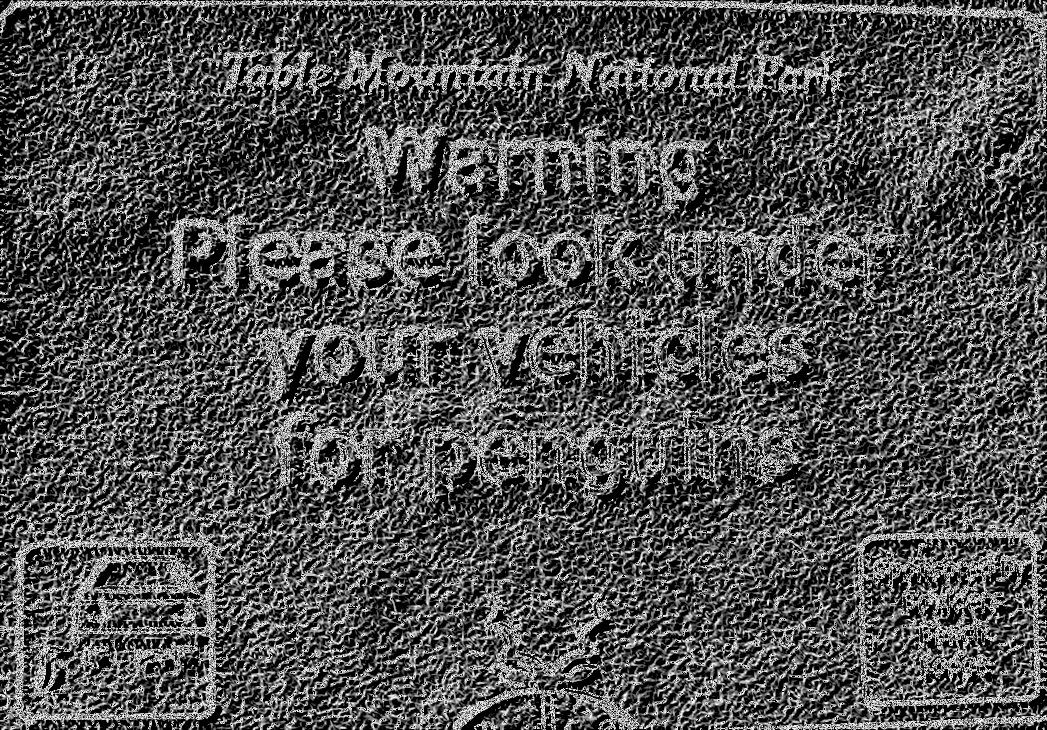 Table Mountain National Park
Warning
Please look under
your vehicles
for penguins